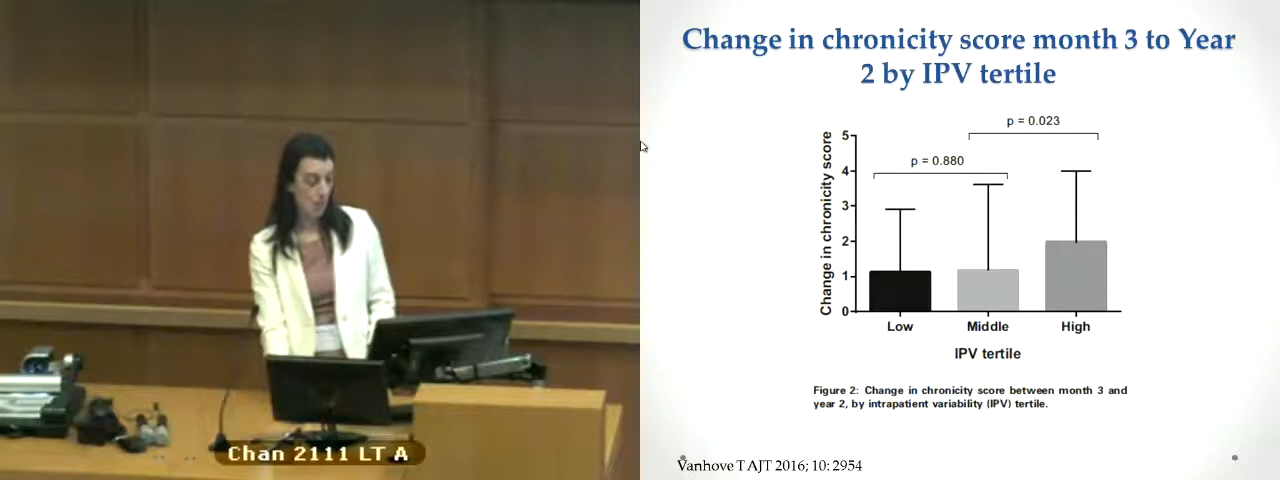 Change in chronicity score month 3 to Year
2 by IPV tertile
p = 0.023
p = 0.880
Change in chronicity score
5
4
3
2
1
0
Low Middle High
IPV tertile
Figure 2: Change in chronicity score between month 3 and
year 2, by intrapatient variability (IPV) tertile.
Vanhove T AJT 2016; 10: 2954
Chan 2111 LT A